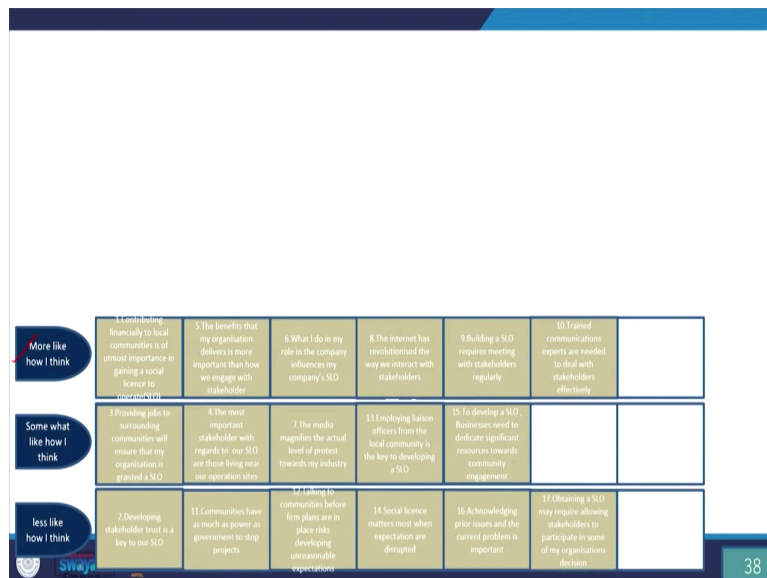 1.Contributing
financially to local
communities is of
utmost importance in
gaining a social
licence to
operate(SLO)
5.The benefits that
my organisation
delivers is more
important than how
we engage with
stakeholder
6.What I do in my
role in the company
influences my
company's SLO
8.The internet has
revolutionised the
way we interact with
stakeholders
9.Building a SLO
requires meeting
with stakeholders
regularly
10.Trained
communications
experts are needed
to deal with
stakeholders
effectively
More like
how I think
3.Providing jobs to
surrounding
communities will
ensure that my
organisation is
granted a SLO
4.The most
important
stakeholder with
regards to our SLO
are those living near
our operation sites
7.The media
magnifies the actual
level of protest
towards my industry
13.Employing liaison
officers from the
local community is
the key to developing
a SLO
15.To develop a SLO ,
Businesses need to
dedicate significant
resources towards
community
engagement
Some what
like how I
think
2.Developing
stakeholder trust is a
key to our SLO
11.Communities have
as much as power as
government to stop
projects
12.Talking to
communities before
firm plans are in
place risks
developing
unreasonable
expectations
14.Social licence
matters most when
expectation are
disrupted
16.Achnowledging
prior issues and the
current problem is
important
17.Obtaining a SLO
may require allowing
stakeholders to
participate in some
of my organisations
decision
less like
how I think
38